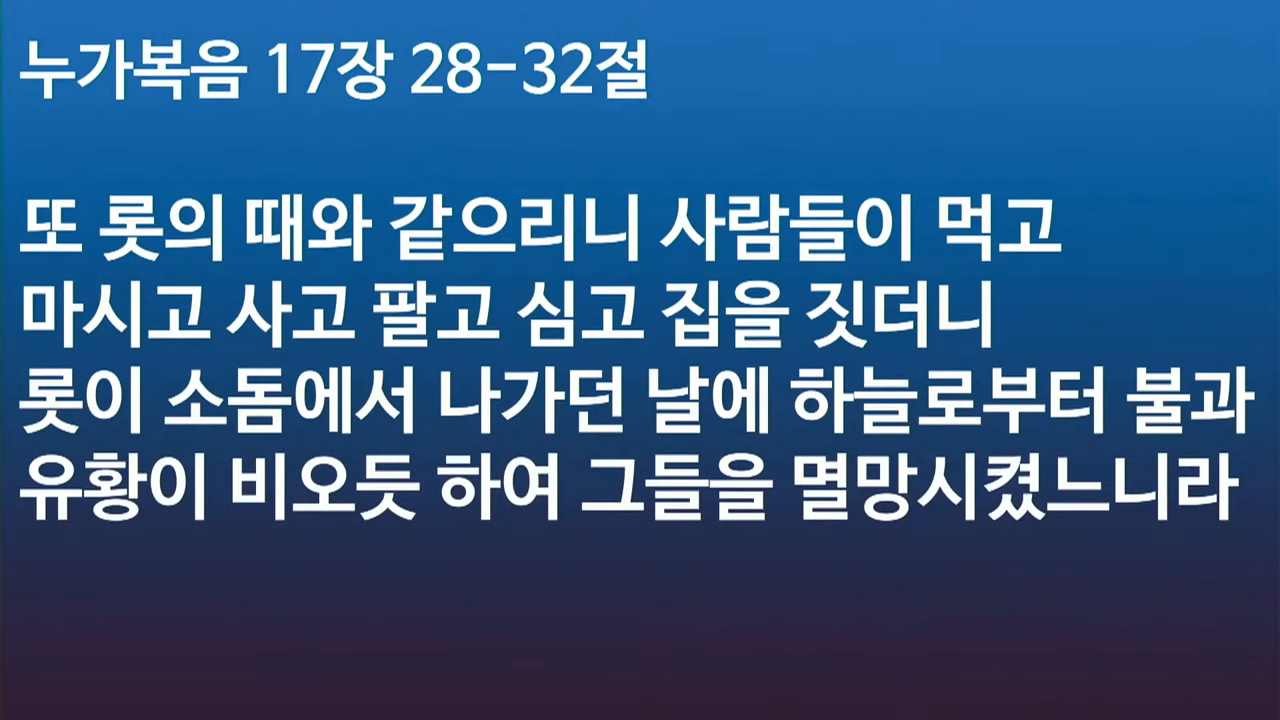 누가복음 17장 28-32절
또 롯의 때와 같으리니 사람들이 먹고
마시고 사고 팔고 심고 집을 짓더니
롯이 소돔에서 나가던 날에 하늘로부터 불과
유황이 비오듯 하여 그들을 멸망시켰느니라